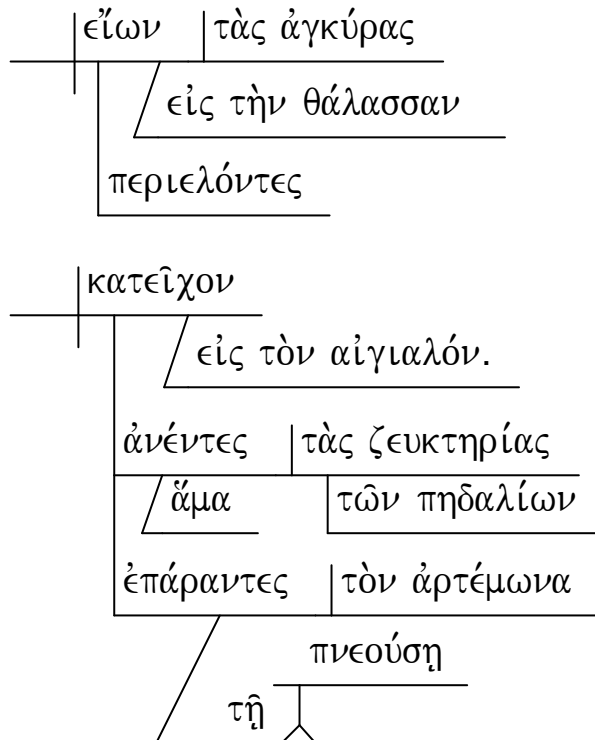 εἴων τὰς ἀγκύρας
εἰς τὴν θάλασσαν
περιελόντες
κατεῖχον
εἰς τὸν αἰγιαλόν.
ἀνέντες τὰς ζευκτηρίας
ἅμα τῶν πηδαλίων
ἐπάραντες τὸν ἀρτέμωνα
πνεούσῃ
τῇ